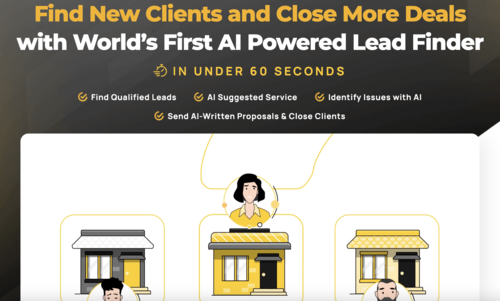 Find New Clients and Close More Deals
with World's First AI Powered Lead Finder
IN UNDER 60 SECONDS
Find Qualified Leads AI Suggested Service Identify Issues with AI
Send AI-Written Proposals & Close Clients